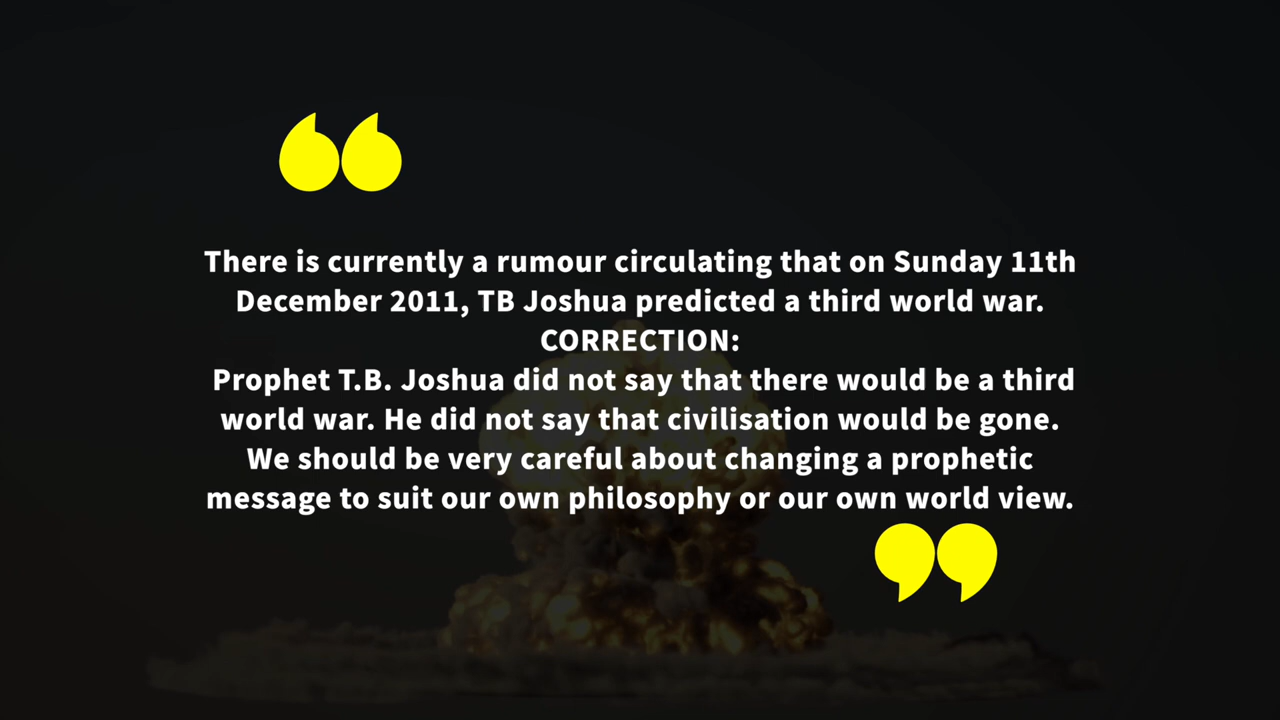 There is currently a rumour circulating that on Sunday 11th
December 2011, TB Joshua predicted a third world war.
CORRECTION:
Prophet T.B. Joshua did not say that there would be a third
world war. He did not say that civilisation would be gone.
We should be very careful about changing a prophetic
message to suit our own philosophy or our own world view.